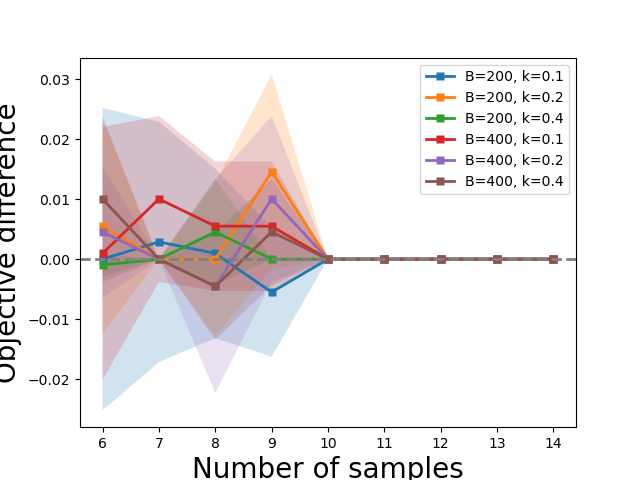 Objective difference
0.03
0.02
0.01
0.00
−0.01
−0.02
B=200, k=0.1
B=200, k=0.2
B=200, k=0.4
B=400, k=0.1
B=400, k=0.2
B=400, k=0.4
6 7 8 9 10 11 12 13 14
Number of samples